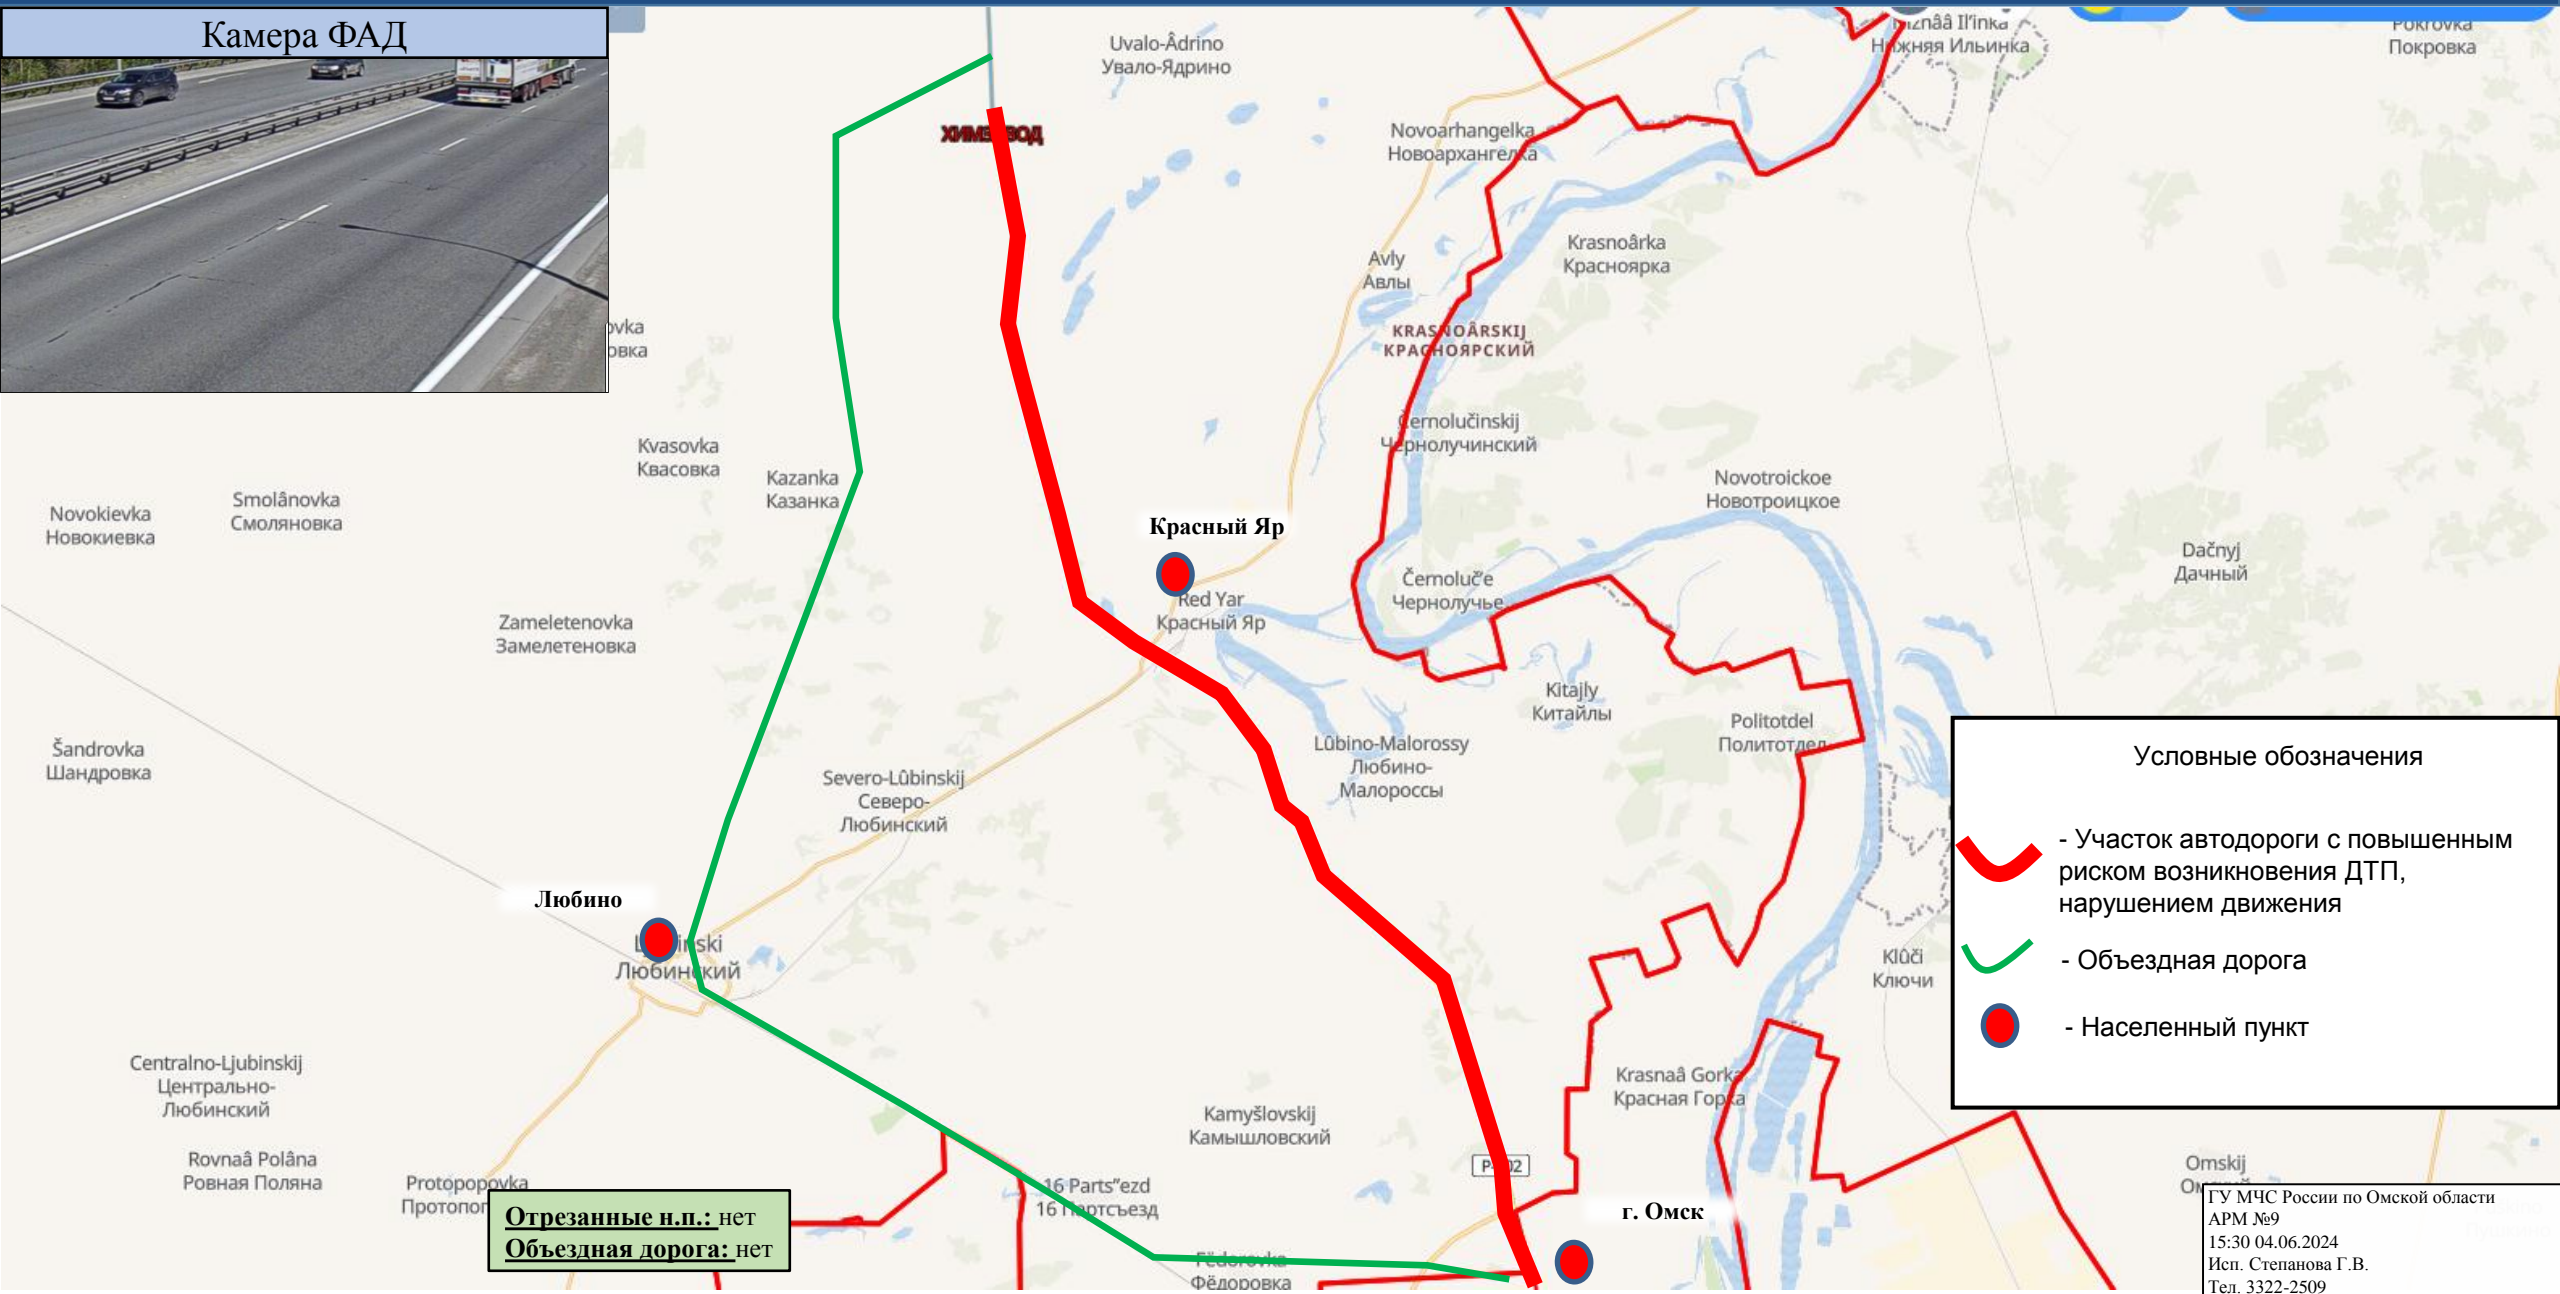 Камера ФАД
Uvalo-Âdrino
Увало-Ядрино
Нижняя Ильинка
Pokrovka
Покровка
ХИМЗАВОД
Novoarhangelka
Новоархангелка
Krasnoârka
Красноярка
Avly
Авлы
KRASNOÂRSKIJ
КРАСНОЯРСКИЙ
Černolučinskij
Чернолучинский
Kvasovka
Квасовка
Kazanka
Казанка
Novotroickoe
Новотроицкое
Smolânovka
Смоляновка
Novokievka
Новокиевка
Красный Яр
Dačnyj
Дачный
Černoluč'e
Чернолучье
Red Yar
Красный Яр
Zameletenovka
Замелетеновка
Kitajly
Китайлы
Politotdel
Политотдел
Lûbino-Malorossy
Любино-
Малороссы
Šandrovka
Шандровка
Severo-Lûbinskij
Северо-
Любинский
Любино
Любинский
Klûči
Ключи
Условные обозначения
- Участок автодороги с повышенным
риском возникновения ДТП,
нарушением движения
- Объездная дорога
- Населенный пункт
Centralno-Ljubinskij
Центрально-
Любинский
Krasnaâ Gorka
Красная Горка
Kamyšlovskij
Камышловский
Rovnaâ Polâna
Ровная Поляна
Protopopovka
16 Parts"ezd
16 Партсъезд
Omskij
г. Омск
Fëdorovka
Фёдоровка
Отрезанные н.п.: нет
Объездная дорога: нет
ГУ МЧС России по Омской области
АРМ №9
15:30 04.06.2024
Исп. Степанова Г.В.
Тел. 3322-2509